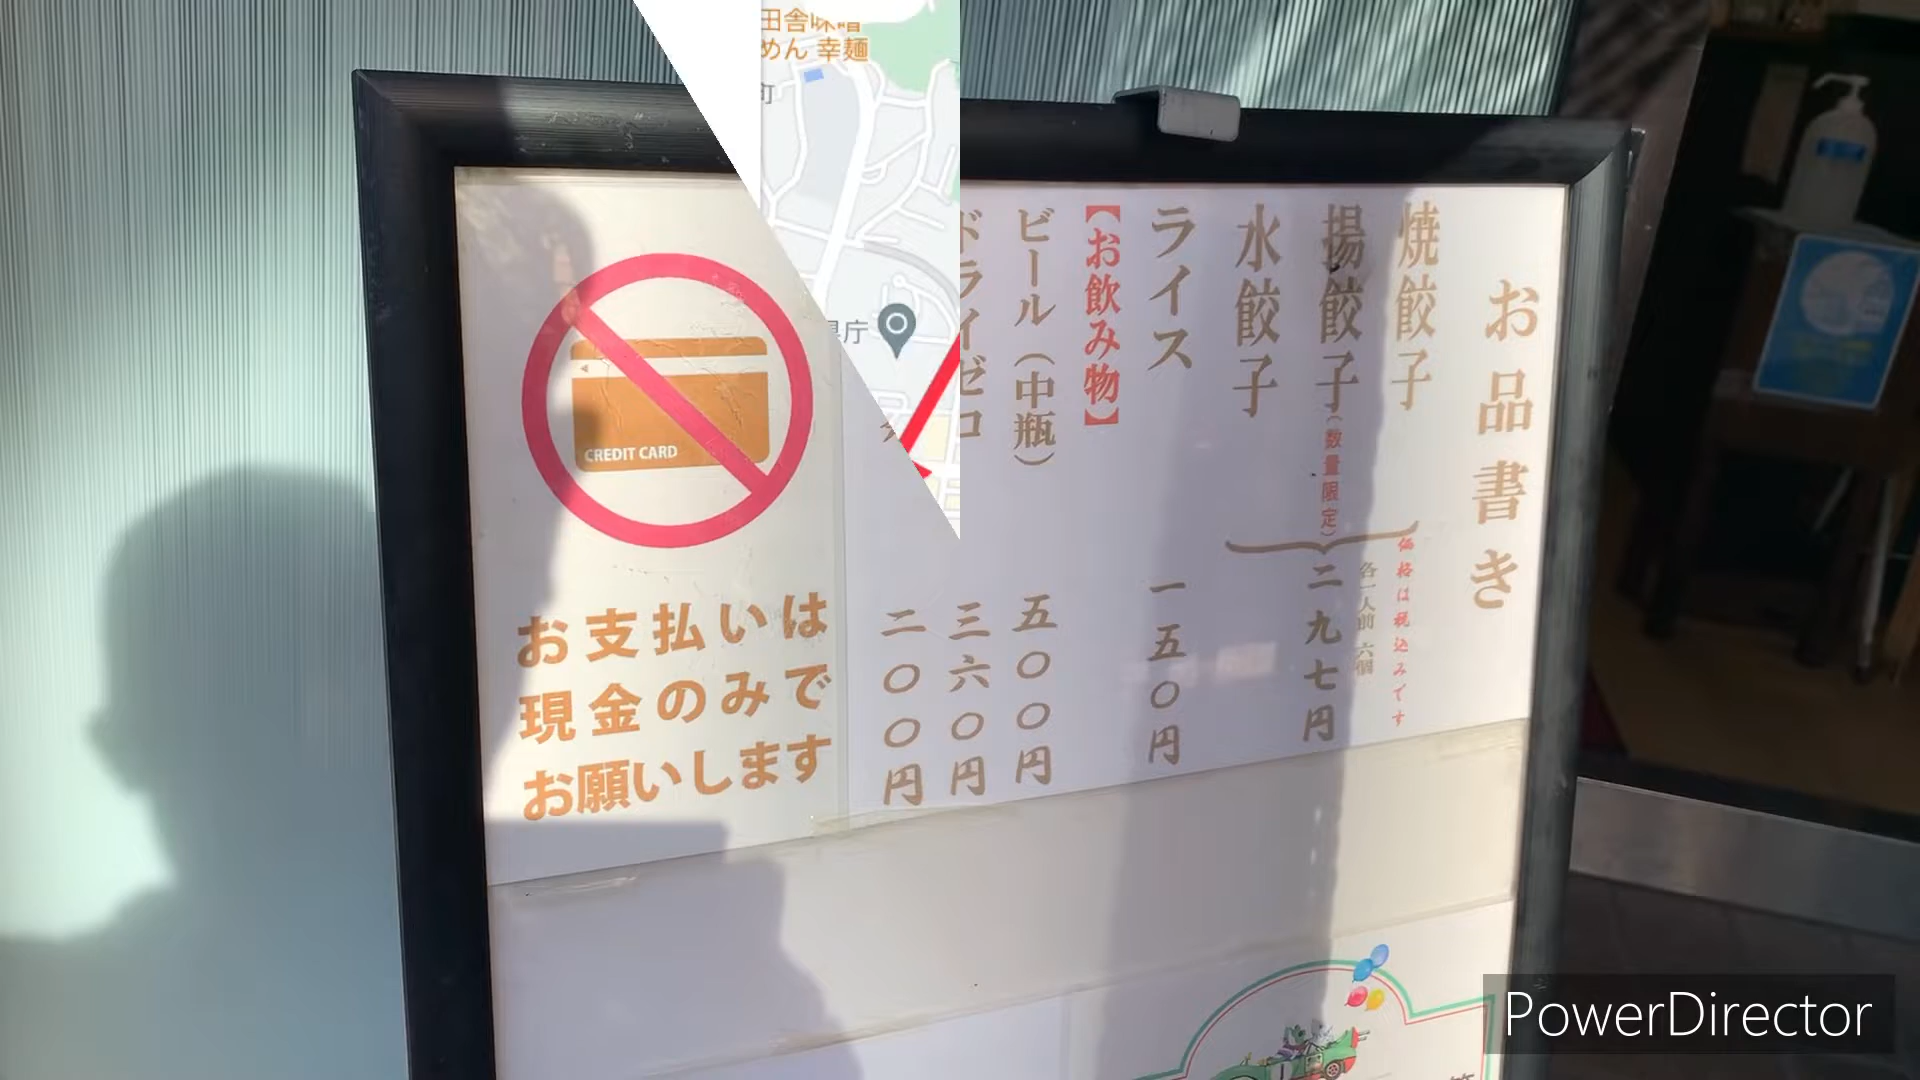 お品書き
焼餃子
揚餃子(数量限定)
水餃子
価格は税込みです
各一人前 六個
二九七円
ライス
一五〇円
【お飲み物】
ビール(中瓶)
五〇〇円
ドライゼロ
三六〇円
二〇〇円
CREDIT CARD
お支払いは
現金のみで
お願いします
田舎味噌
めん 幸麺
町
県庁
PowerDirector